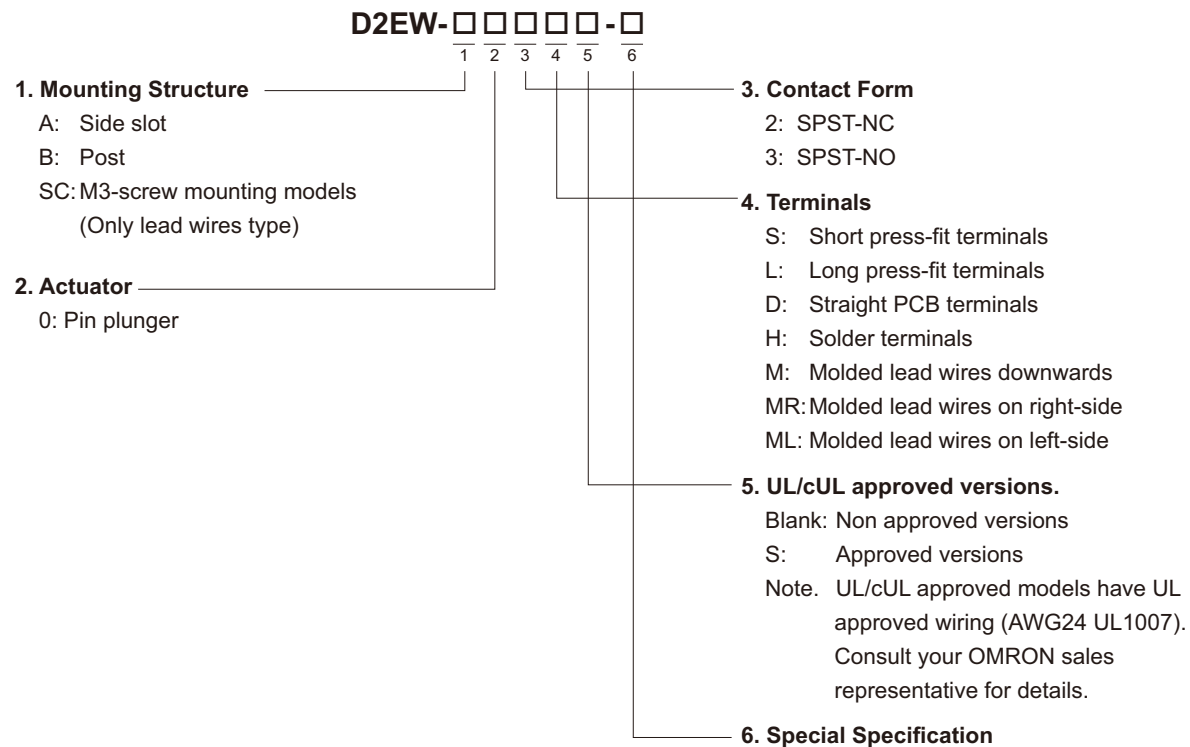 D2EW-□□□□□-□
1 2 3 4 5 6
1. Mounting Structure
A: Side slot
B: Post
SC: M3-screw mounting models
(Only lead wires type)
2. Actuator
0: Pin plunger
3. Contact Form
2: SPST-NC
3: SPST-NO
4. Terminals
S: Short press-fit terminals
L: Long press-fit terminals
D: Straight PCB terminals
H: Solder terminals
M: Molded lead wires downwards
MR: Molded lead wires on right-side
ML: Molded lead wires on left-side
5. UL/cUL approved versions.
Blank: Non approved versions
S: Approved versions
Note. UL/cUL approved models have UL
approved wiring (AWG24 UL1007).
Consult your OMRON sales
representative for details.
6. Special Specification